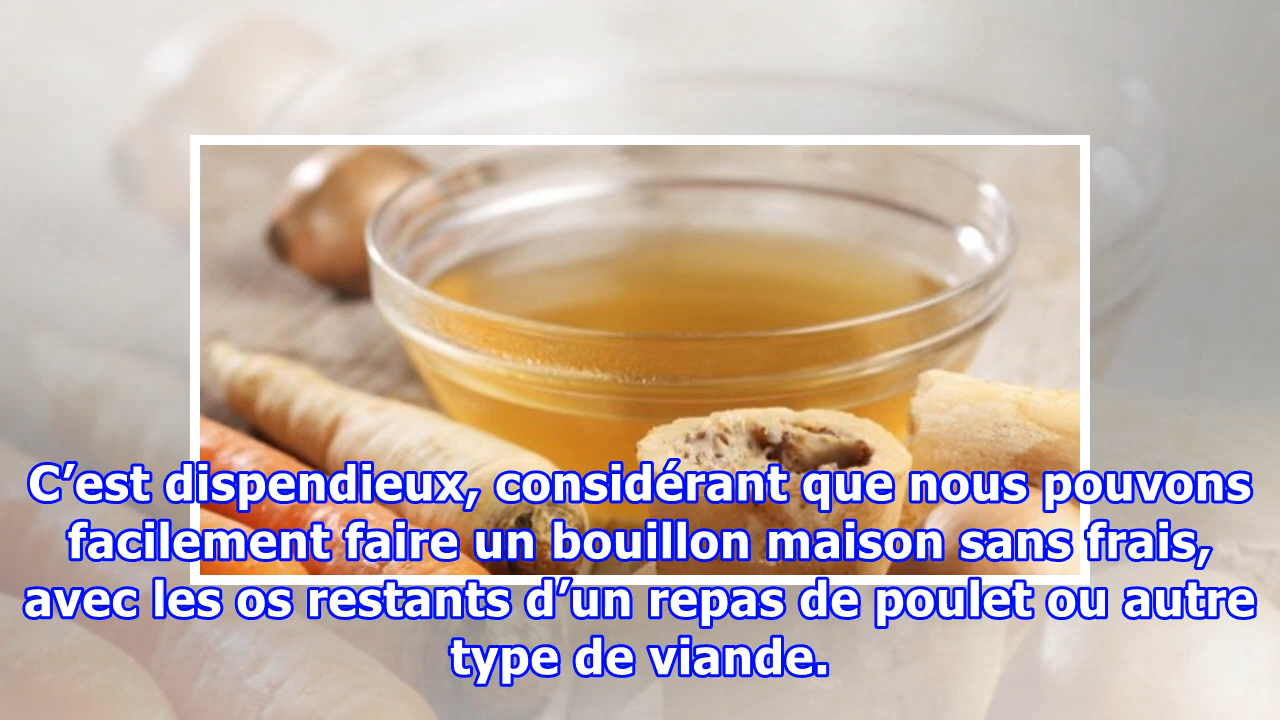 C’est dispendieux, considérant que nous pouvons
facilement faire un bouillon maison sans frais,
avec les os restants d’un repas de poulet ou autre
type de viande.